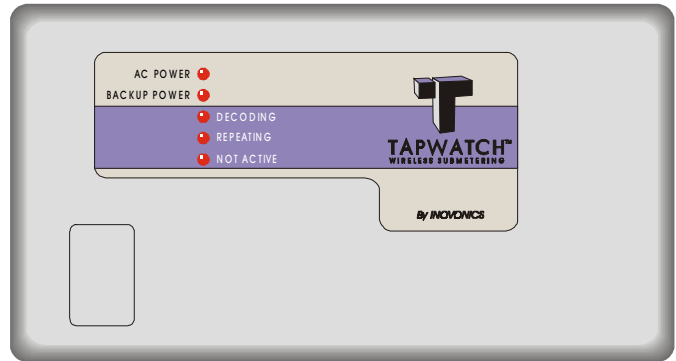 AC POWER
BACKUP POWER
DECODING
REPEATING
NOT ACTIVE
TAPWATCH™
WIRELESS SUBMETERING
By INOVONICS